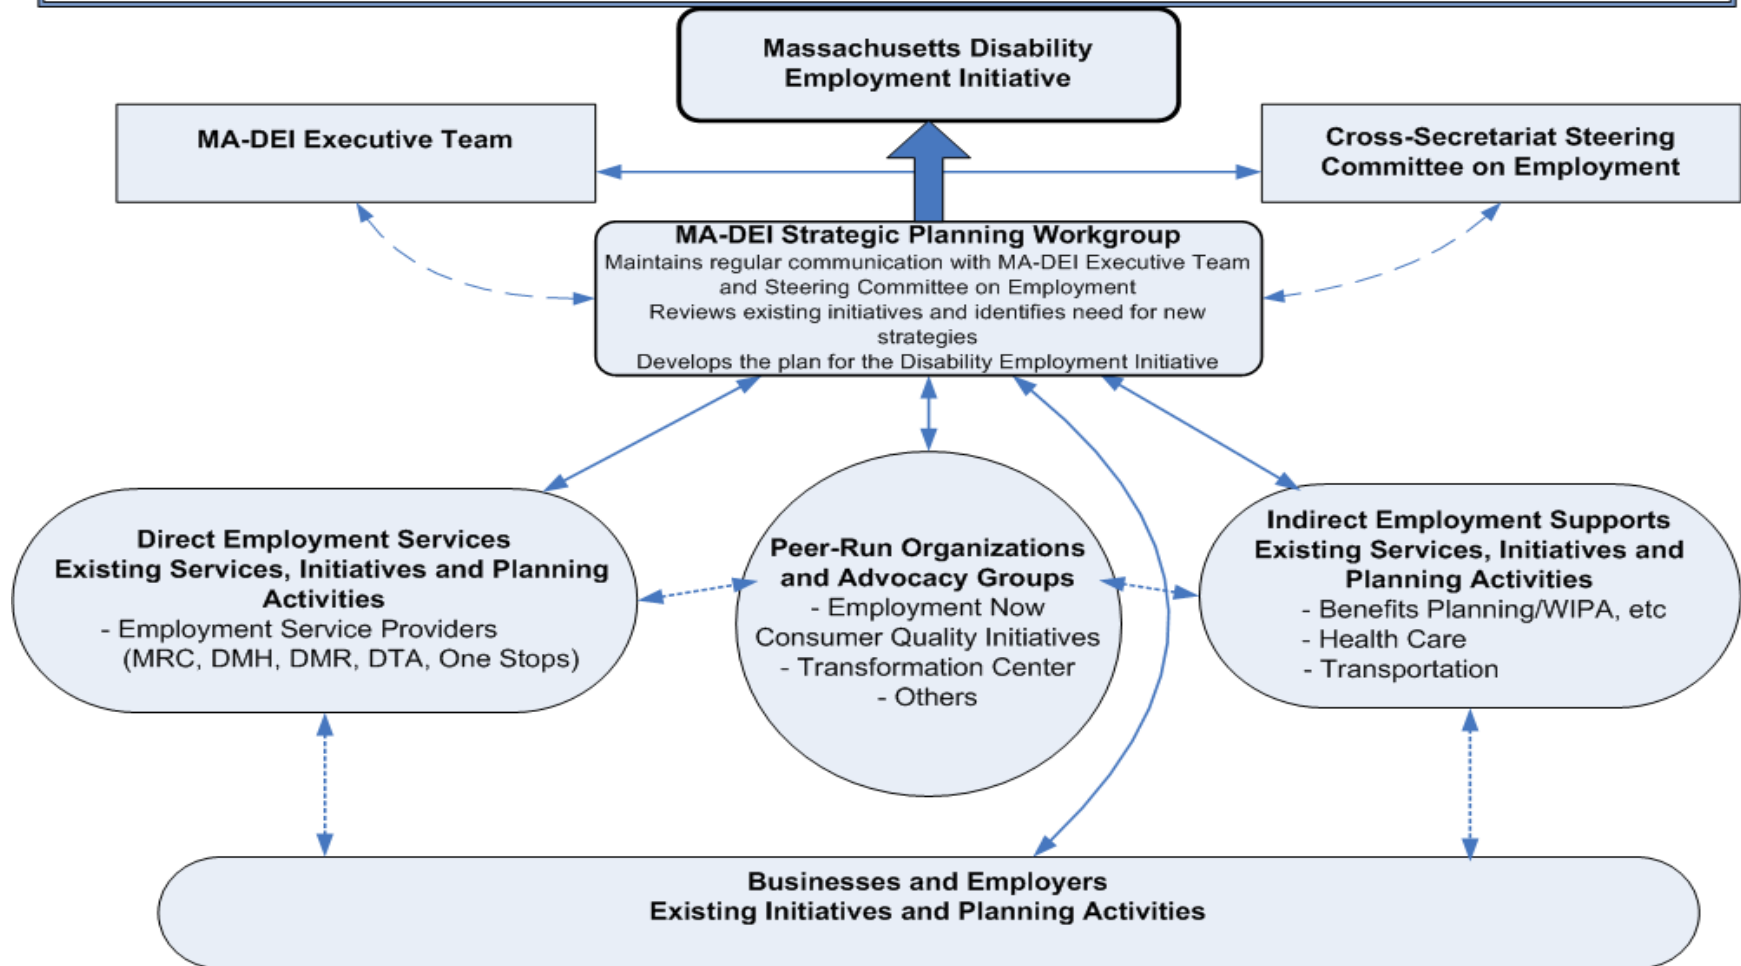 Massachusetts Disability
Employment Initiative
MA-DEI Executive Team
Cross-Secretariat Steering
Committee on Employment
MA-DEI Strategic Planning Workgroup
Maintains regular communication with MA-DEI Executive Team
and Steering Committee on Employment
Reviews existing initiatives and identifies need for new
strategies
Develops the plan for the Disability Employment Initiative
Direct Employment Services
Existing Services, Initiatives and Planning
Activities
- Employment Service Providers
(MRC, DMH, DMR, DTA, One Stops)
Peer-Run Organizations
and Advocacy Groups
- Employment Now
Consumer Quality Initiatives
- Transformation Center
- Others
Indirect Employment Supports
Existing Services, Initiatives and
Planning Activities
- Benefits Planning/WIPA, etc
- Health Care
- Transportation
Businesses and Employers
Existing Initiatives and Planning Activities